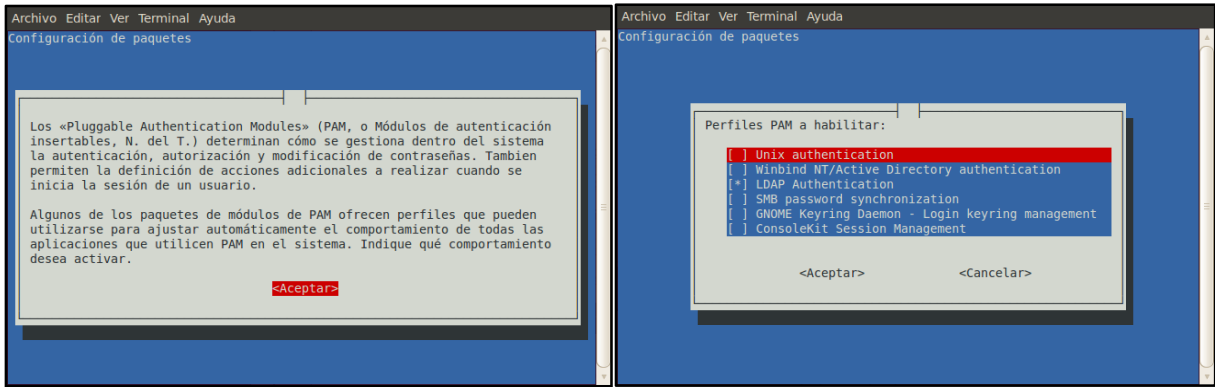 Archivo Editar Ver Terminal Ayuda
Configuración de paquetes
Los «Pluggable Authentication Modules» (PAM, o Módulos de autenticación
insertables, N. del T.) determinan cómo se gestiona dentro del sistema
la autenticación, autorización y modificación de contraseñas. Tambien
permiten la definición de acciones adicionales a realizar cuando se
inicia la sesión de un usuario.
Algunos de los paquetes de módulos de PAM ofrecen perfiles que pueden
utilizarse para ajustar automáticamente el comportamiento de todas las
aplicaciones que utilicen PAM en el sistema. Indique qué comportamiento
desea activar.
<Aceptar>
Archivo Editar Ver Terminal Ayuda
Configuración de paquetes
Perfiles PAM a habilitar:
[ ] Unix authentication
[ ] Winbind NT/Active Directory authentication
[*] LDAP Authentication
[ ] SMB password synchronization
[ ] GNOME Keyring Daemon - Login keyring management
[ ] ConsoleKit Session Management
<Aceptar> <Cancelar>